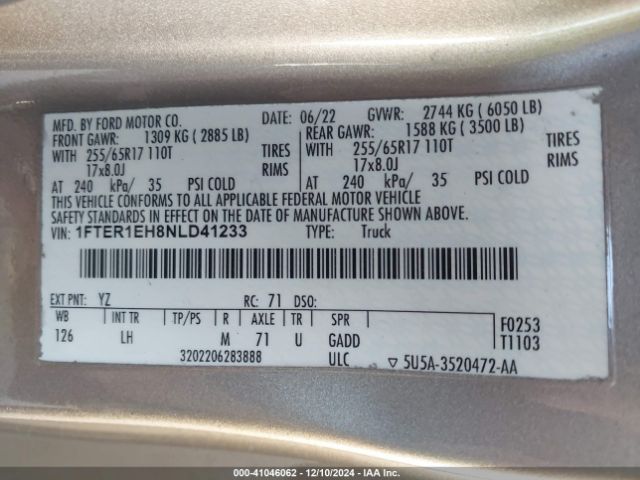 MFD. BY FORD MOTOR CO. DATE: 06/22 GVWR: 2744 KG ( 6050 LB)
FRONT GAWR: 1309 KG ( 2885 LB) REAR GAWR: 1588 KG ( 3500 LB)
WITH 255/65R17 110T TIRES WITH 255/65R17 110T TIRES
17x8.0J RIMS 17x8.0J RIMS
AT 240 kPa/ 35 PSI COLD AT 240 kPa/ 35 PSI COLD
THIS VEHICLE CONFORMS TO ALL APPLICABLE FEDERAL MOTOR VEHICLE
SAFETY STANDARDS IN EFFECT ON THE DATE OF MANUFACTURE SHOWN ABOVE.
VIN: 1FTER1EH8NLD41233 TYPE: Truck
EXT PNT: YZ RC: 71 DSO:
WB INT TR TP/PS R AXLE TR SPR F0253
126 LH M 71 U GADD T1103
3202206283888 ULC ▽ 5U5A-3520472-AA
000-41046062 - 12/10/2024 - IAA Inc.